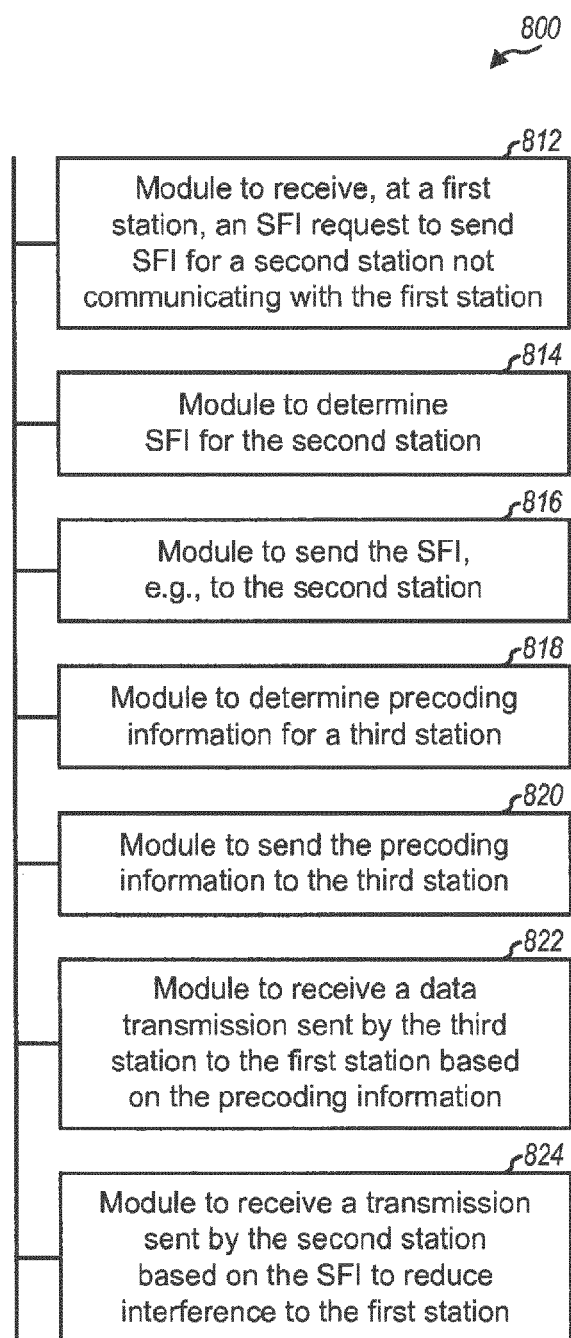 800
812
Module to receive, at a first
station, an SFI request to send
SFI for a second station not
communicating with the first station
814
Module to determine
SFI for the second station
816
Module to send the SFI,
e.g., to the second station
818
Module to determine precoding
information for a third station
820
Module to send the precoding
information to the third station
822
Module to receive a data
transmission sent by the third
station to the first station based
on the precoding information
824
Module to receive a transmission
sent by the second station
based on the SFI to reduce
interference to the first station